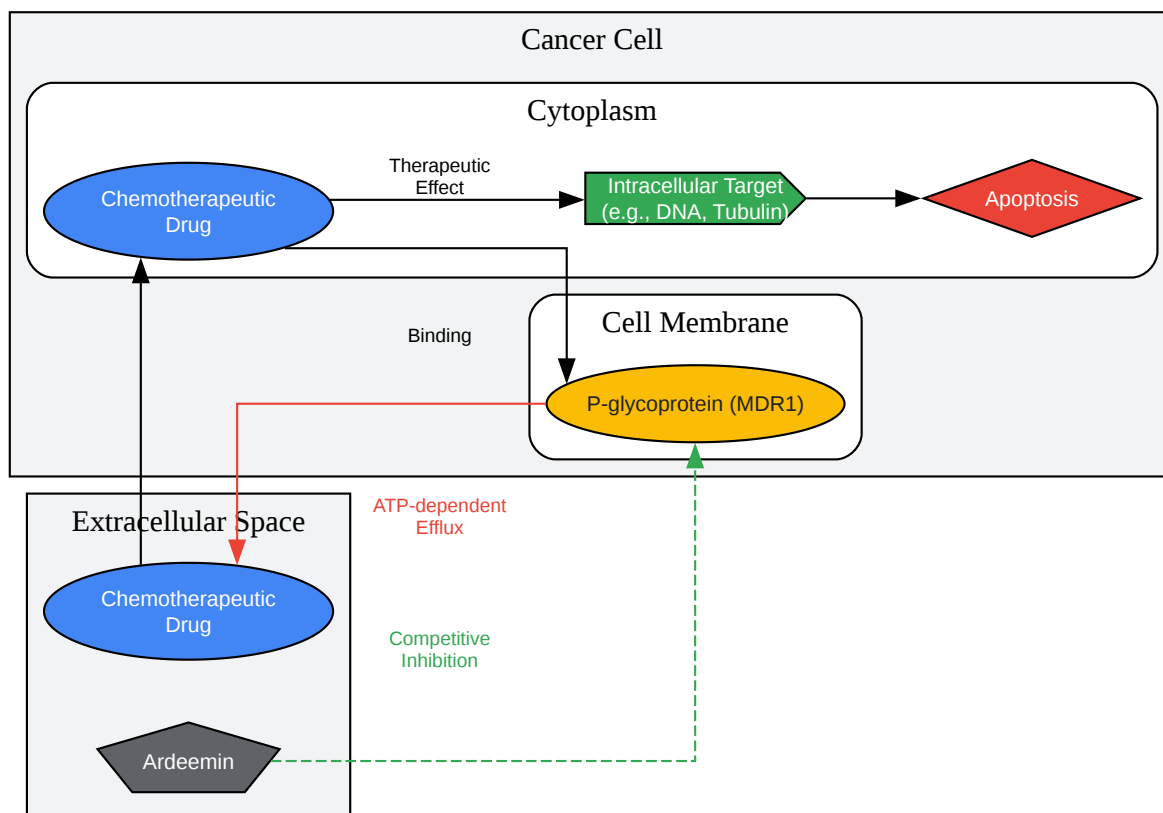 Cancer Cell
Cytoplasm
Therapeutic
Effect
Chemotherapeutic
Drug
Intracellular Target
(e.g., DNA, Tubulin)
Apoptosis
Cell Membrane
Binding
P-glycoprotein (MDR1)
ATP-dependent
Efflux
Extracellular Space
Chemotherapeutic
Drug
Competitive
Inhibition
Ardeemin